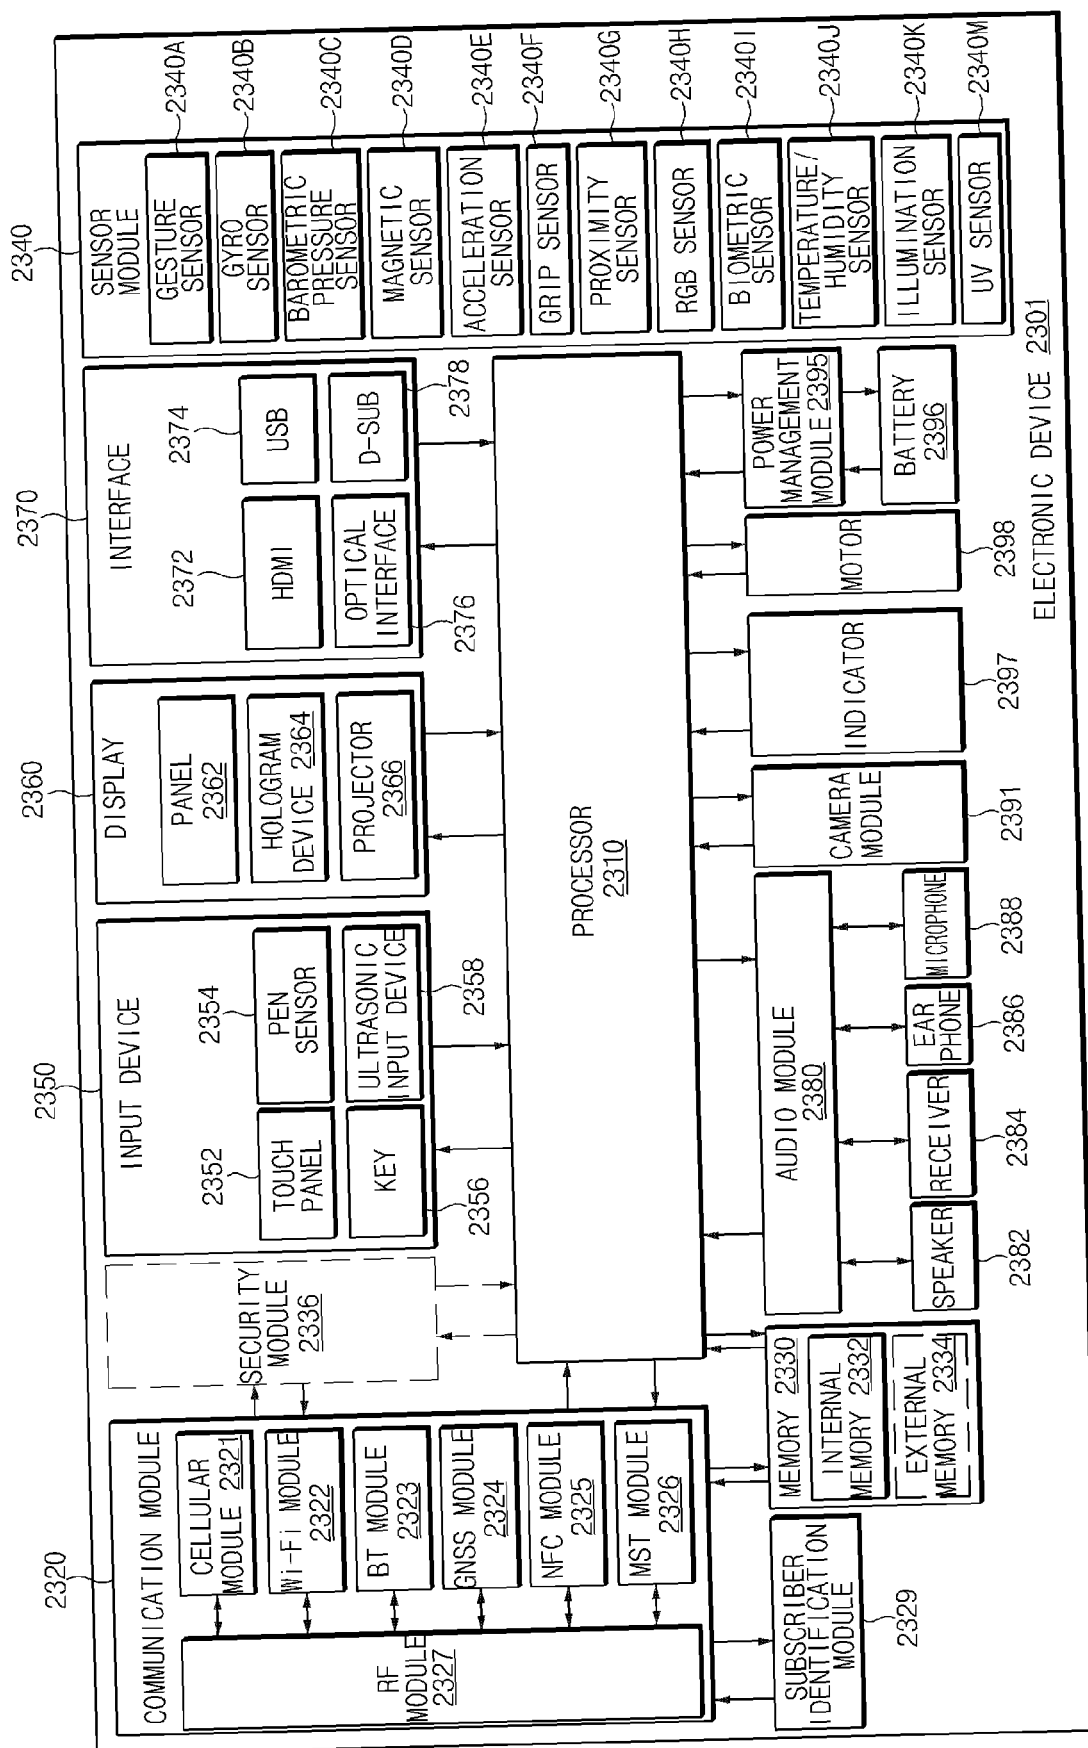 2320
COMMUNICATION MODULE
CELLULAR
MODULE 2321
Wi-Fi MODULE
2322
BT MODULE
2323
GNSS MODULE
2324
NFC MODULE
2325
MST MODULE
2326
RF
MODULE
2327
SECURITY
MODULE
2336
2350
INPUT DEVICE
2352
TOUCH
PANEL
2354
PEN
SENSOR
KEY
2356
ULTRASONIC
INPUT DEVICE
2358
2360
DISPLAY
PANEL
2362
HOLOGRAM
DEVICE 2364
PROJECTOR
2366
2370
INTERFACE
2372
HDMI
2374
USB
OPTICAL
INTERFACE
2376
D-SUB
2378
2340
SENSOR
MODULE
GESTURE
SENSOR
2340A
GYRO
SENSOR
2340B
BAROMETRIC
PRESSURE
SENSOR
2340C
MAGNETIC
SENSOR
2340D
ACCELERATION
SENSOR
2340E
GRIP SENSOR
2340F
PROXIMITY
SENSOR
2340G
RGB SENSOR
2340H
BIOMETRIC
SENSOR
2340I
TEMPERATURE/
HUMIDITY
SENSOR
2340J
ILLUMINATION
SENSOR
2340K
UV SENSOR
2340M
PROCESSOR
2310
SUBSCRIBER
IDENTIFICATION
MODULE
2329
MEMORY 2330
INTERNAL
MEMORY 2332
EXTERNAL
MEMORY 2334
AUDIO MODULE
2380
SPEAKER
2382
RECEIVER
2384
EAR
PHONE
2386
MICROPHONE
2388
CAMERA
MODULE
2391
INDICATOR
2397
MOTOR
2398
POWER
MANAGEMENT
MODULE 2395
BATTERY
2396
ELECTRONIC DEVICE 2301